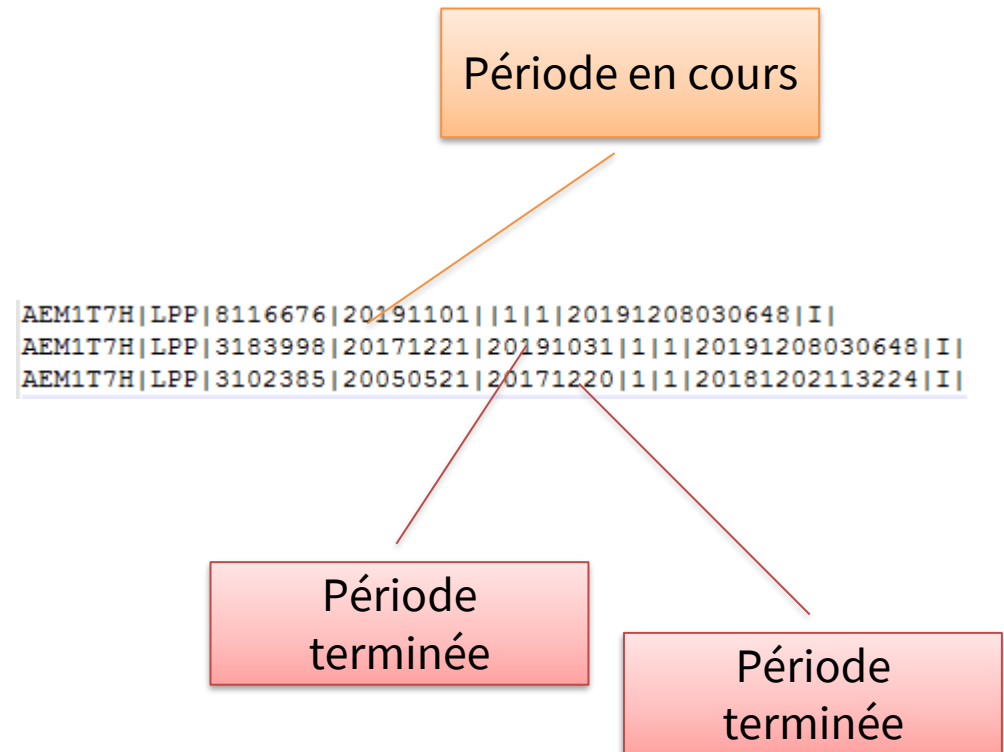 Période en cours
AEM1T7H|LPP|8116676|20191101||1|1|20191208030648|I|
AEM1T7H|LPP|3183998|20171221|20191031|1|1|20191208030648|I|
AEM1T7H|LPP|3102385|20050521|20171220|1|1|20181202113224|I|
Période
terminée
Période
terminée